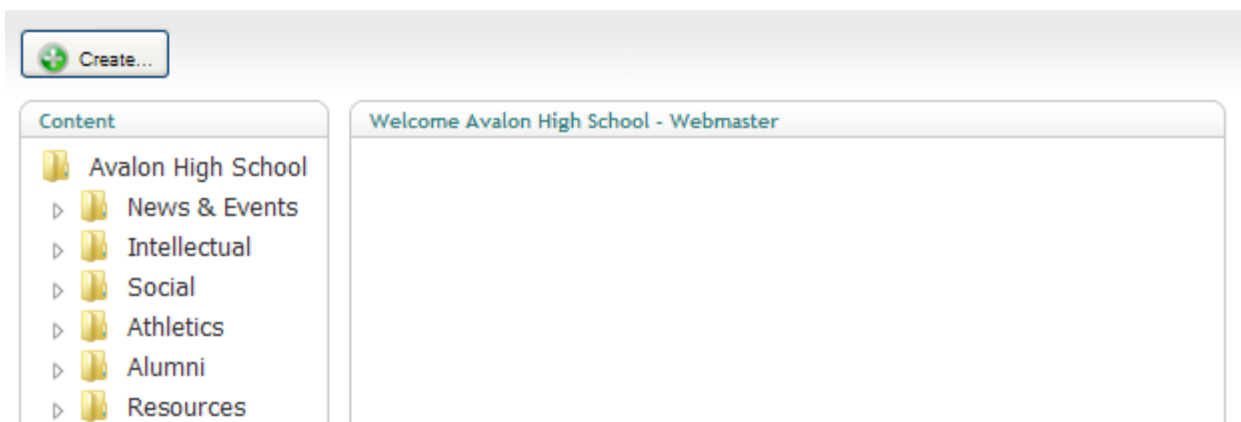 Create...
Content
Welcome Avalon High School - Webmaster
Avalon High School
News & Events
Intellectual
Social
Athletics
Alumni
Resources